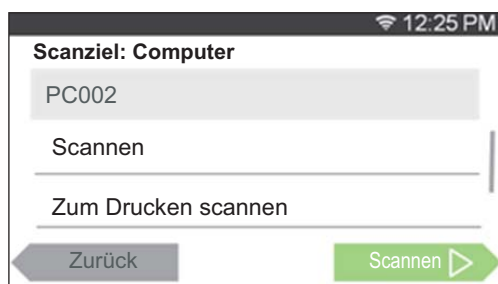 12:25 PM
Scanziel: Computer
PC002
Scannen
Zum Drucken scannen
Zurück
Scannen